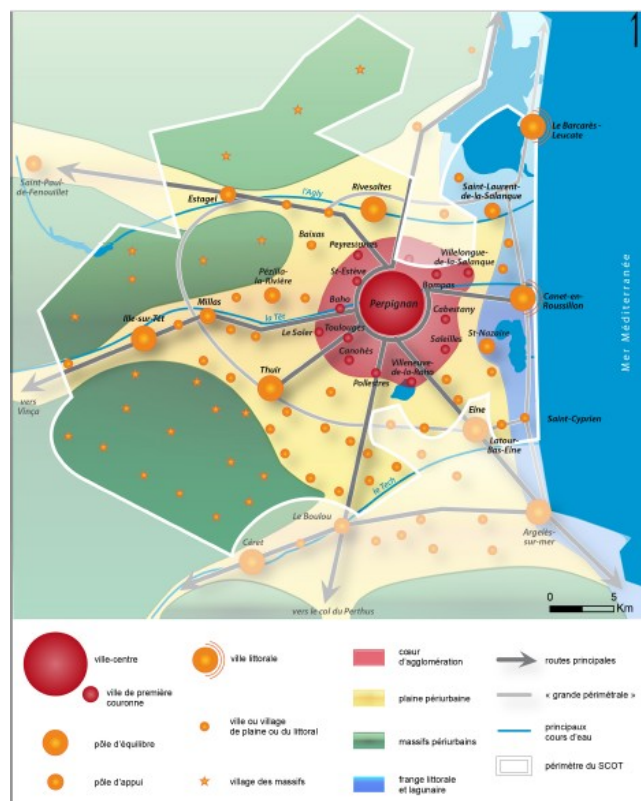 Le Barcarès-
Leucate
Saint-Paul-
de-Fenouillet
l'Agly
Rivesaltes
Saint-Laurent-
de-la-Salanque
Estagel
Baixas
Peyrestortes
Villelongue-
de-la-Salanque
Pézilla-
la-Rivière
St-Estève
Bompas
Millas
Baho
Perpignan
Canet-en-
Roussillon
Ille-sur-Têt
la Têt
Cabestany
Le Soler
Toulouges
St-Nazaire
Canohès
Saleilles
Mer Méditerranée
Thuir
Villeneuve-
de-la-Raho
Pollestres
vers
Vinça
Elne
Saint-Cyprien
Latour-
Bas-Elne
le Tech
Le Boulou
Céret
Argelès-
sur-mer
vers le col du Perthus
0 5
Km
ville-centre
ville de première
couronne
pôle d'équilibre
pôle d'appui
ville littorale
ville ou village
de plaine ou du littoral
village des massifs
cœur
d'agglomération
plaine périurbaine
massifs périurbains
frange littorale
et lagunaire
routes principales
« grande périmétrale »
principaux
cours d'eau
périmètre du SCOT